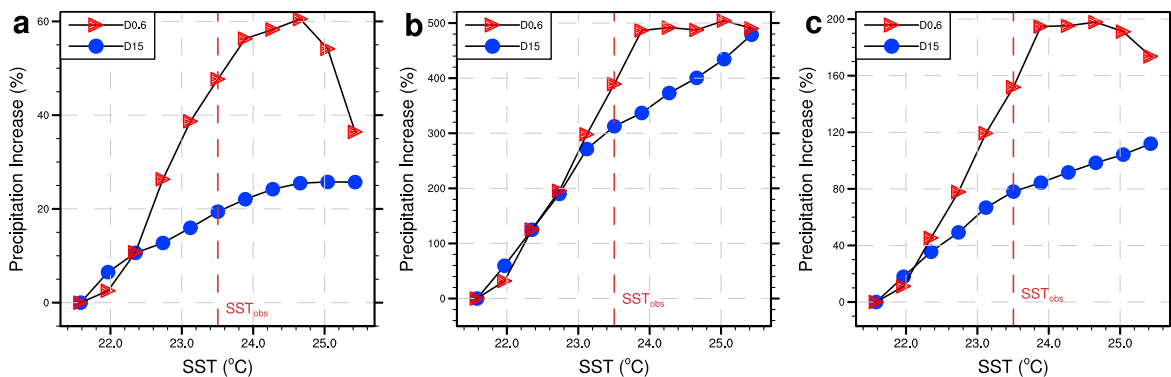 a
D0.6
D15
Precipitation Increase (%)
60
40
20
0
SSTobs
22.0 23.0 24.0 25.0
SST (°C)
b
D0.6
D15
Precipitation Increase (%)
500
400
300
200
100
0
SSTobs
22.0 23.0 24.0 25.0
SST (°C)
c
D0.6
D15
Precipitation Increase (%)
200
160
120
80
40
0
SSTobs
22.0 23.0 24.0 25.0
SST (°C)